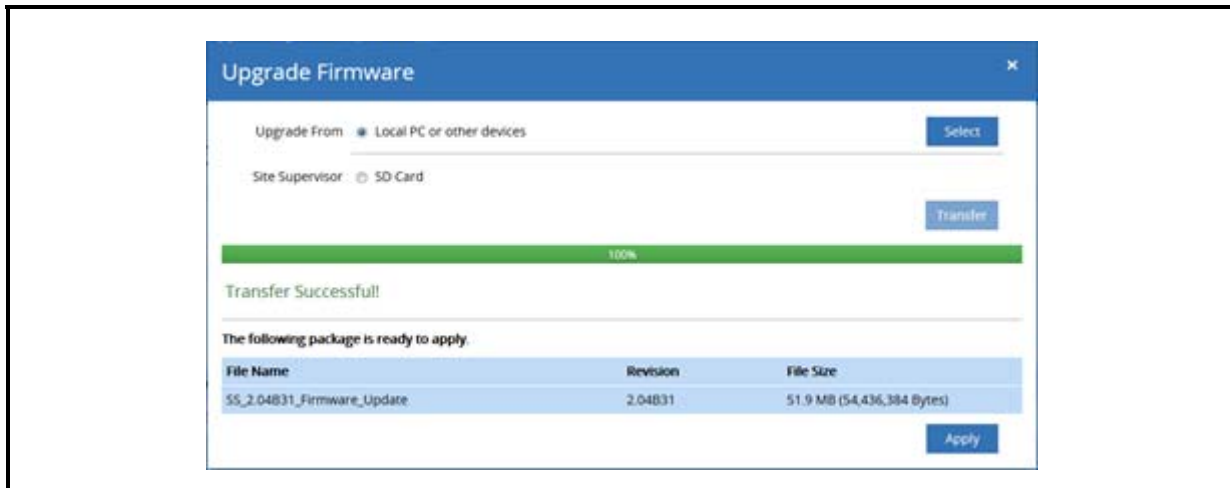 Upgrade Firmware ×
Upgrade From Local PC or other devices Select
Site Supervisor SD Card
Transfer
100%
Transfer Successful!
The following package is ready to apply.
File Name Revision File Size
SS_2.04B31_Firmware_Update 2.04B31 51.9 MB (54,436,384 Bytes)
Apply